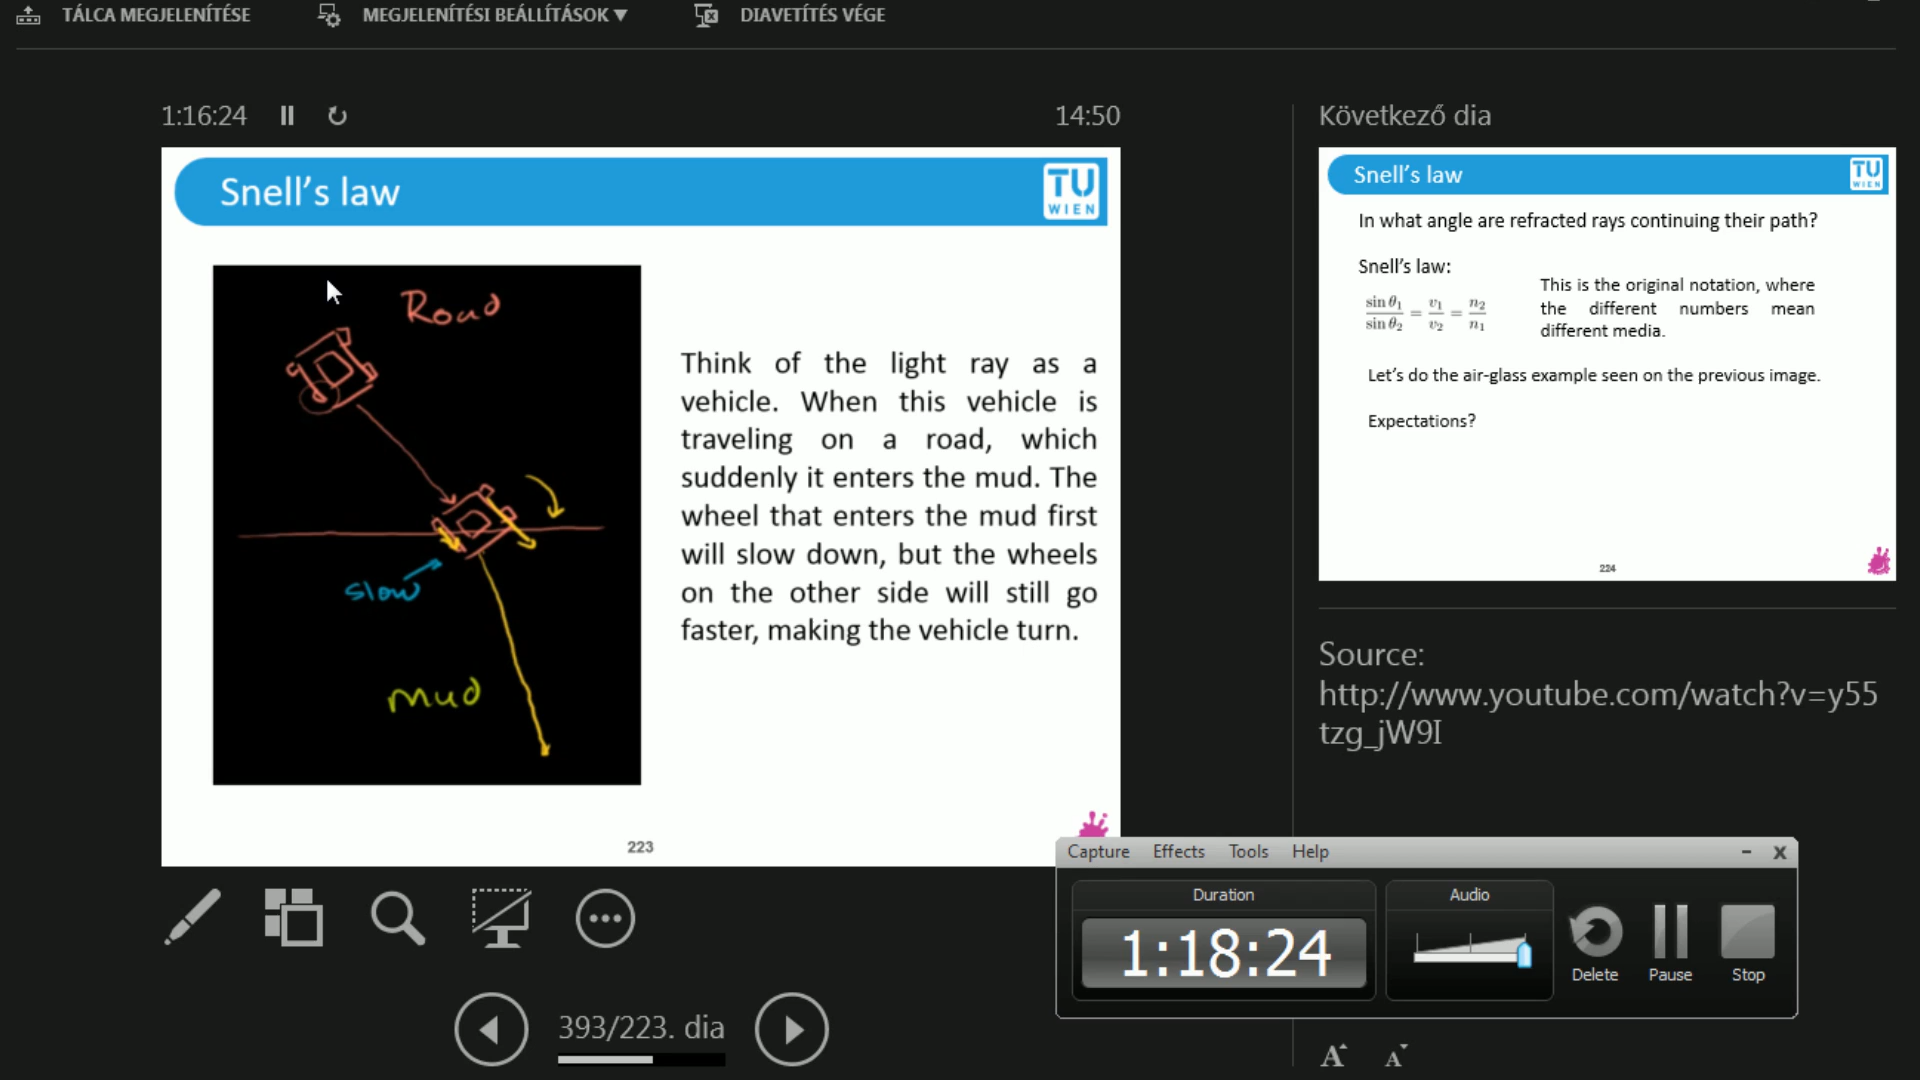 TÁLCA MEGJELENÍTÉSE
MEGJELENÍTÉSI BEÁLLÍTÁSOK ▼
DIAVETÍTÉS VÉGE
1:16:24
14:50
Snell's law
TU
WIEN
Road
slow
mud
Think of the light ray as a
vehicle. When this vehicle is
traveling on a road, which
suddenly it enters the mud. The
wheel that enters the mud first
will slow down, but the wheels
on the other side will still go
faster, making the vehicle turn.
223
Következő dia
Snell's law
TU
WIEN
In what angle are refracted rays continuing their path?
Snell's law:
sin θ₁ / sin θ₂ = v₁ / v₂ = n₂ / n₁
This is the original notation, where
the different numbers mean
different media.
Let's do the air-glass example seen on the previous image.
Expectations?
224
Source:
http://www.youtube.com/watch?v=y55
tzg_jW9I
Capture Effects Tools Help
Duration
Audio
1:18:24
Delete
Pause
Stop
393/223. dia
A A